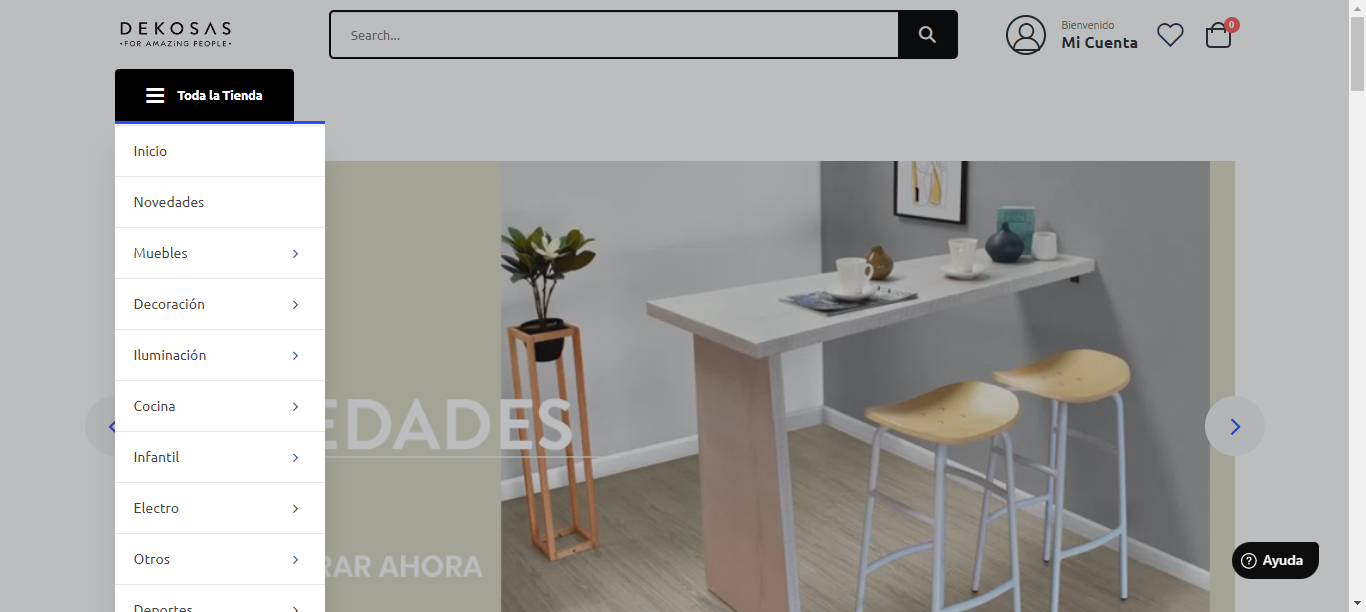 DEKOSAS
•FOR AMAZING PEOPLE•
Search...
Bienvenido
Mi Cuenta
0
Toda la Tienda
Inicio
Novedades
Muebles
Decoración
Iluminación
Cocina
Infantil
Electro
Otros
Deportes
EDADES
RAR AHORA
Ayuda